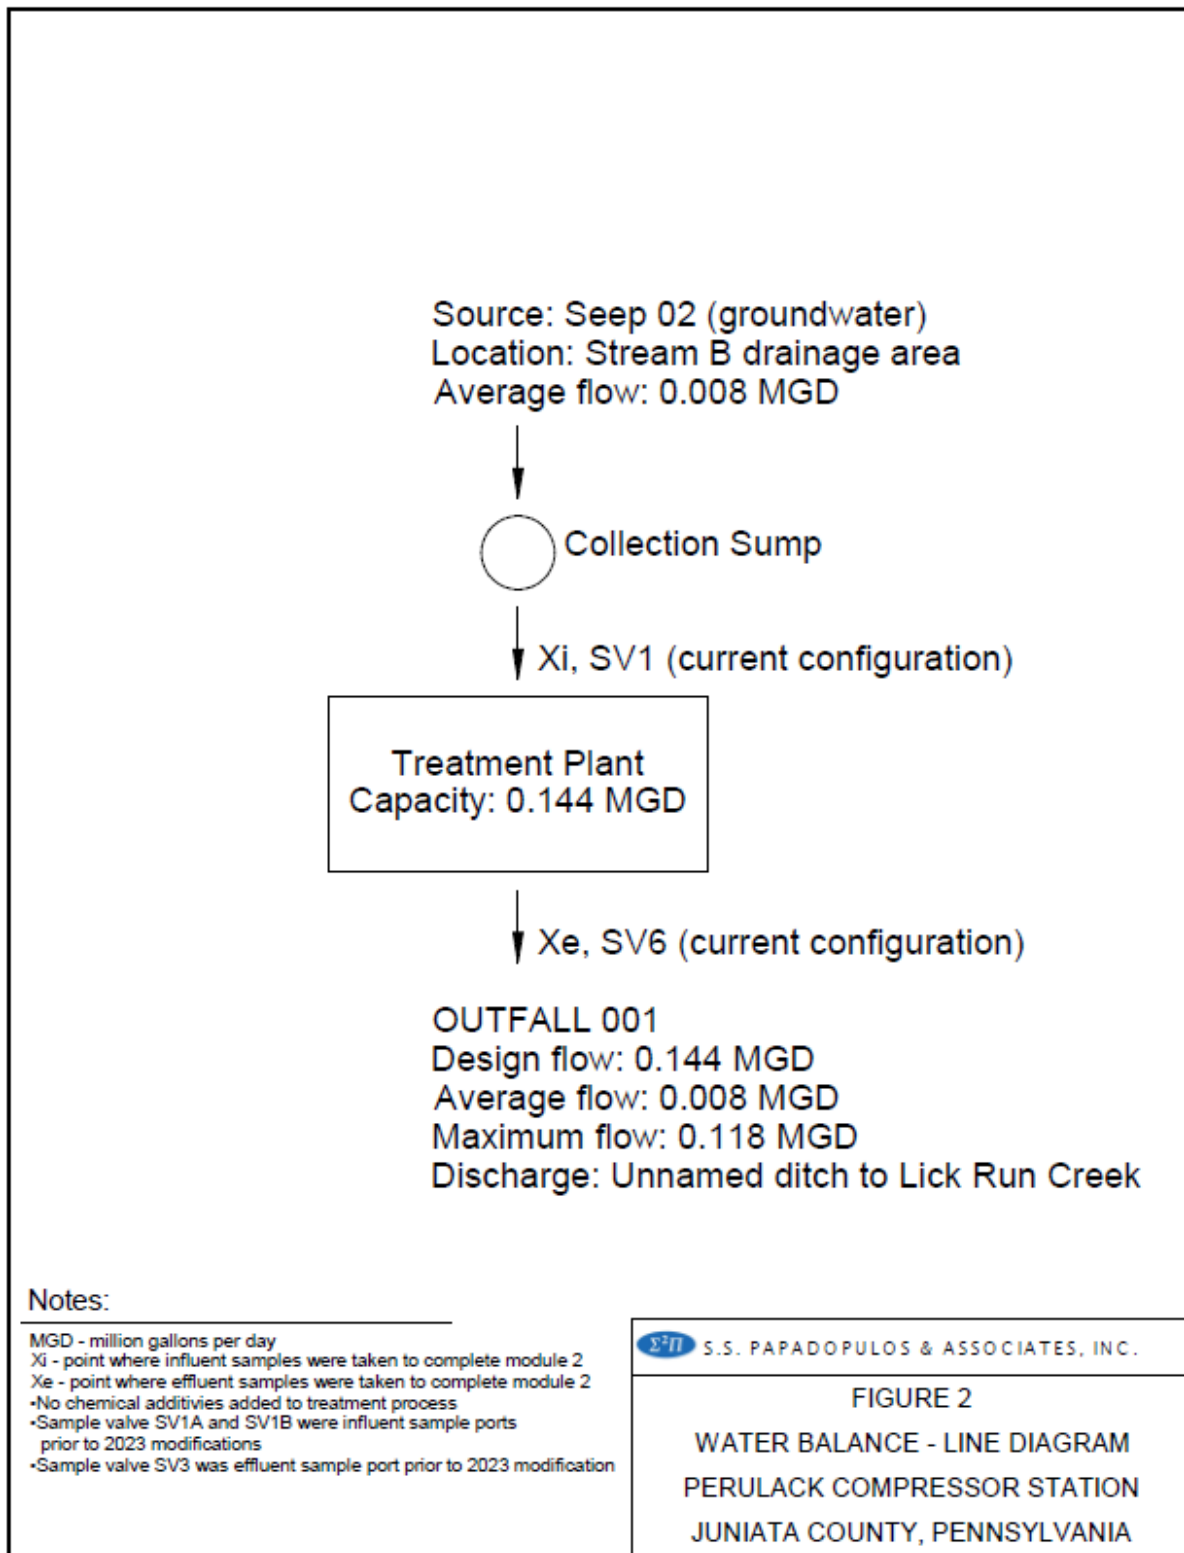 Source: Seep 02 (groundwater)
Location: Stream B drainage area
Average flow: 0.008 MGD
Collection Sump
Xi, SV1 (current configuration)
Treatment Plant
Capacity: 0.144 MGD
Xe, SV6 (current configuration)
OUTFALL 001
Design flow: 0.144 MGD
Average flow: 0.008 MGD
Maximum flow: 0.118 MGD
Discharge: Unnamed ditch to Lick Run Creek
Notes:
MGD - million gallons per day
Xi - point where influent samples were taken to complete module 2
Xe - point where effluent samples were taken to complete module 2
•No chemical additivies added to treatment process
•Sample valve SV1A and SV1B were influent sample ports
prior to 2023 modifications
•Sample valve SV3 was effluent sample port prior to 2023 modification
Σ²Π S.S. PAPADOPULOS & ASSOCIATES, INC.
FIGURE 2
WATER BALANCE - LINE DIAGRAM
PERULACK COMPRESSOR STATION
JUNIATA COUNTY, PENNSYLVANIA